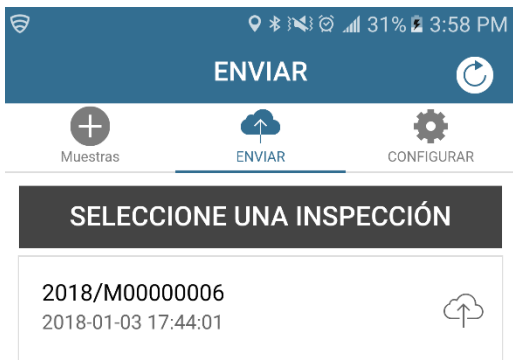 31% 3:58 PM
ENVIAR
Muestras ENVIAR CONFIGURAR
SELECCIONE UNA INSPECCIÓN
2018/M00000006
2018-01-03 17:44:01